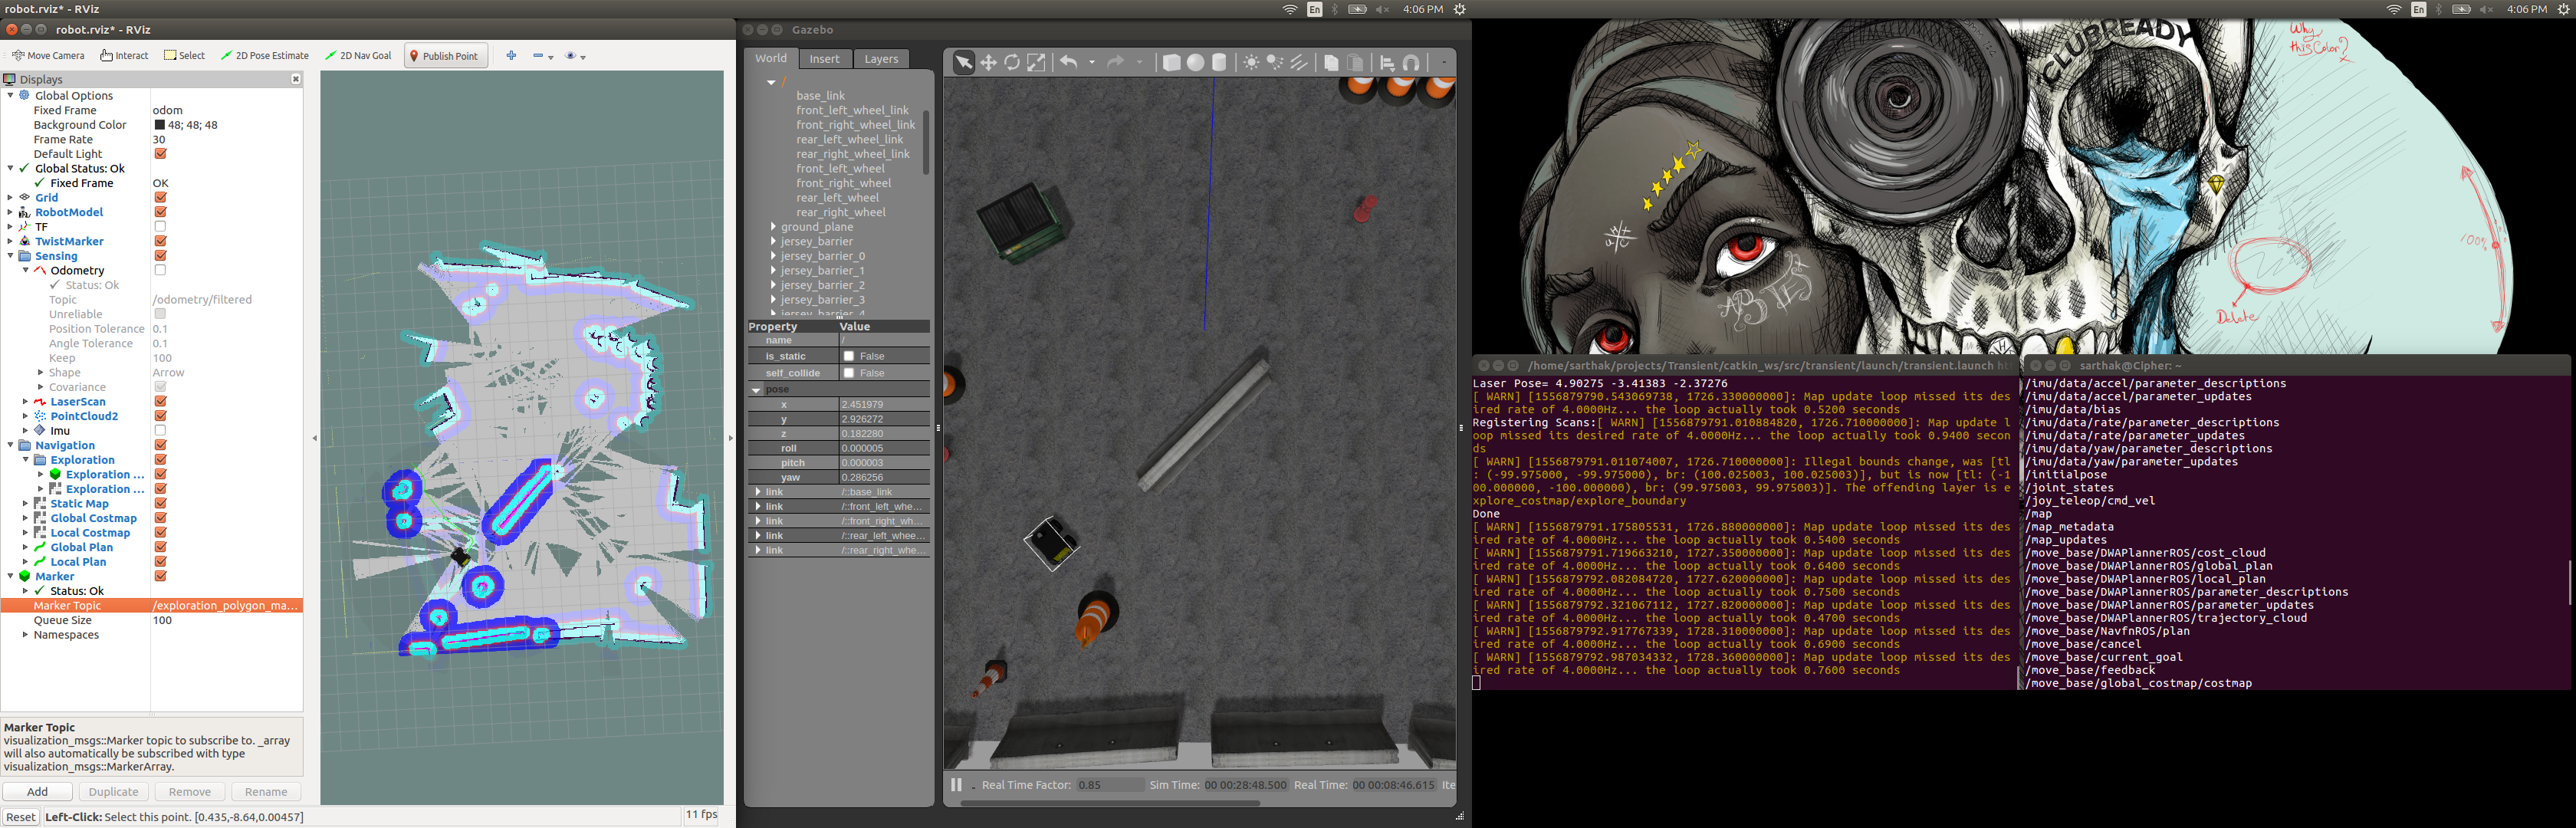 robot.rviz* - RViz
En
4:06 PM
En
4:06 PM
robot.rviz* - RViz
Move Camera
Interact
Select
2D Pose Estimate
2D Nav Goal
Publish Point
Displays
Global Options
Fixed Frame odom
Background Color 48; 48; 48
Frame Rate 30
Default Light
Global Status: Ok
Fixed Frame OK
Grid
RobotModel
TF
TwistMarker
Sensing
Odometry
Status: Ok
Topic /odometry/filtered
Unreliable
Position Tolerance 0.1
Angle Tolerance 0.1
Keep 100
Shape Arrow
Covariance
LaserScan
PointCloud2
Imu
Navigation
Exploration
Exploration ...
Exploration ...
Static Map
Global Costmap
Local Costmap
Global Plan
Local Plan
Marker
Status: Ok
Marker Topic /exploration_polygon_ma...
Queue Size 100
Namespaces
Marker Topic
visualization_msgs::Marker topic to subscribe to. _array
will also automatically be subscribed with type
visualization_msgs::MarkerArray.
Add
Duplicate
Remove
Rename
Reset
Left-Click: Select this point. [0.435,-8.64,0.00457]
11 fps
Gazebo
World
Insert
Layers
/
base_link
front_left_wheel_link
front_right_wheel_link
rear_left_wheel_link
rear_right_wheel_link
front_left_wheel
front_right_wheel
rear_left_wheel
rear_right_wheel
ground_plane
jersey_barrier
jersey_barrier_0
jersey_barrier_1
jersey_barrier_2
jersey_barrier_3
jersey_barrier_4
Property Value
name /
is_static False
self_collide False
pose
x 2.451979
y 2.926272
z 0.182280
roll 0.000005
pitch 0.000003
yaw 0.286256
link /::base_link
link /::front_left_whe...
link /::front_right_wh...
link /::rear_left_whee...
link /::rear_right_whe...
Real Time Factor: 0.85
Sim Time: 00 00:28:48.500
Real Time: 00 00:08:46.615
Ite
CLUBREADY
Why
this Color?
100%
Delete
/home/sarthak/projects/Transient/catkin_ws/src/transient/launch/transient.launch ht
Laser Pose= 4.90275 -3.41383 -2.37276
[ WARN] [1556879790.543069738, 1726.330000000]: Map update loop missed its des
ired rate of 4.0000Hz... the loop actually took 0.5200 seconds
Registering Scans:[ WARN] [1556879791.010884820, 1726.710000000]: Map update l
oop missed its desired rate of 4.0000Hz... the loop actually took 0.9400 secon
ds
[ WARN] [1556879791.011074007, 1726.710000000]: Illegal bounds change, was [tl
: (-99.975000, -99.975000), br: (100.025003, 100.025003)], but is now [tl: (-1
00.000000, -100.000000), br: (99.975003, 99.975003)]. The offending layer is e
xplore_costmap/explore_boundary
Done
[ WARN] [1556879791.175805531, 1726.880000000]: Map update loop missed its des
ired rate of 4.0000Hz... the loop actually took 0.5400 seconds
[ WARN] [1556879791.719663210, 1727.350000000]: Map update loop missed its des
ired rate of 4.0000Hz... the loop actually took 0.6400 seconds
[ WARN] [1556879792.082084720, 1727.620000000]: Map update loop missed its des
ired rate of 4.0000Hz... the loop actually took 0.7500 seconds
[ WARN] [1556879792.321067112, 1727.820000000]: Map update loop missed its des
ired rate of 4.0000Hz... the loop actually took 0.4700 seconds
[ WARN] [1556879792.917767339, 1728.310000000]: Map update loop missed its des
ired rate of 4.0000Hz... the loop actually took 0.6900 seconds
[ WARN] [1556879792.987034332, 1728.360000000]: Map update loop missed its des
ired rate of 4.0000Hz... the loop actually took 0.7600 seconds
sarthak@Cipher: ~
/imu/data/accel/parameter_descriptions
/imu/data/accel/parameter_updates
/imu/data/bias
/imu/data/rate/parameter_descriptions
/imu/data/rate/parameter_updates
/imu/data/yaw/parameter_descriptions
/imu/data/yaw/parameter_updates
/initialpose
/joint_states
/joy_teleop/cmd_vel
/map
/map_metadata
/map_updates
/move_base/DWAPlannerROS/cost_cloud
/move_base/DWAPlannerROS/global_plan
/move_base/DWAPlannerROS/local_plan
/move_base/DWAPlannerROS/parameter_descriptions
/move_base/DWAPlannerROS/parameter_updates
/move_base/DWAPlannerROS/trajectory_cloud
/move_base/NavfnROS/plan
/move_base/cancel
/move_base/current_goal
/move_base/feedback
/move_base/global_costmap/costmap